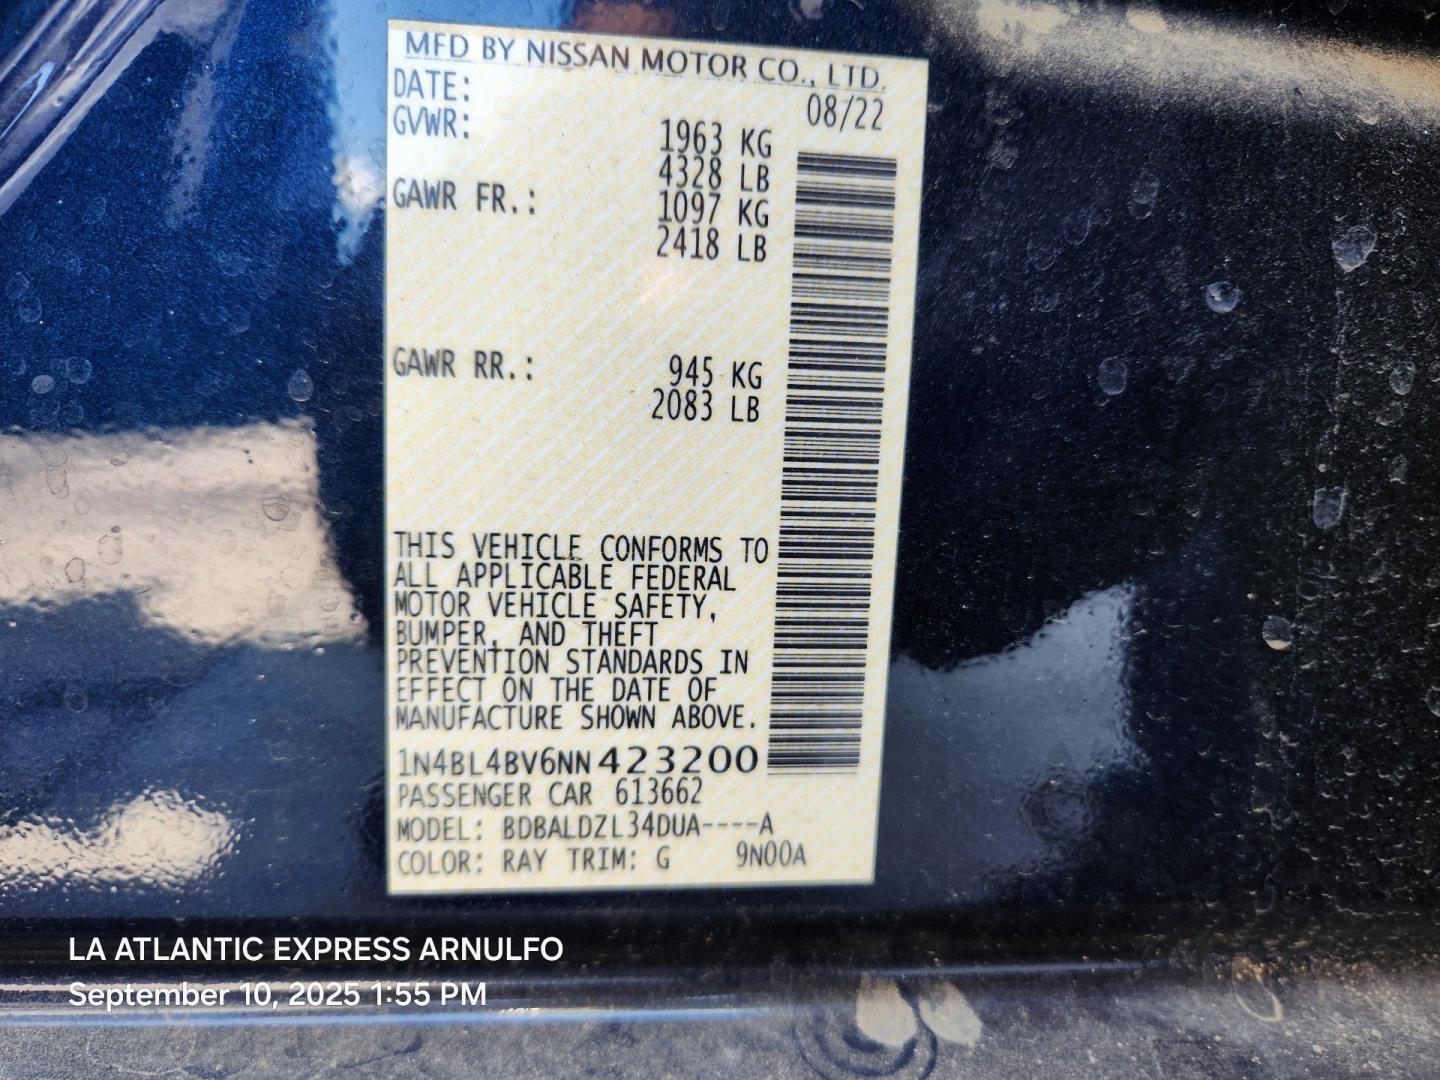 MFD BY NISSAN MOTOR CO., LTD.
DATE: 08/22
GVWR: 1963 KG
4328 LB
GAWR FR.: 1097 KG
2418 LB
GAWR RR.: 945 KG
2083 LB
THIS VEHICLE CONFORMS TO
ALL APPLICABLE FEDERAL
MOTOR VEHICLE SAFETY,
BUMPER, AND THEFT
PREVENTION STANDARDS IN
EFFECT ON THE DATE OF
MANUFACTURE SHOWN ABOVE.
1N4BL4BV6NN423200
PASSENGER CAR 613662
MODEL: BDBALDZL34DUA----A
COLOR: RAY TRIM: G 9N00A
LA ATLANTIC EXPRESS ARNULFO
September 10, 2025 1:55 PM